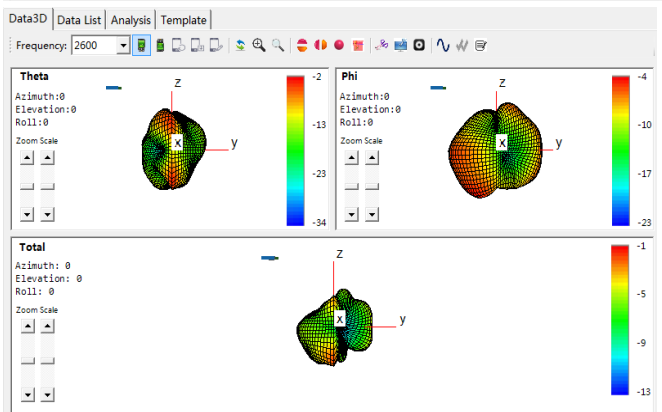 Data3D Data List Analysis Template
Frequency: 2600
Theta
Azimuth:0
Elevation:0
Roll:0
Zoom Scale
z
x
y
-2
-13
-23
-34
Phi
Azimuth:0
Elevation:0
Roll:0
Zoom Scale
z
x
y
-4
-10
-17
-23
Total
Azimuth: 0
Elevation: 0
Roll: 0
Zoom Scale
z
x
y
-1
-5
-9
-13